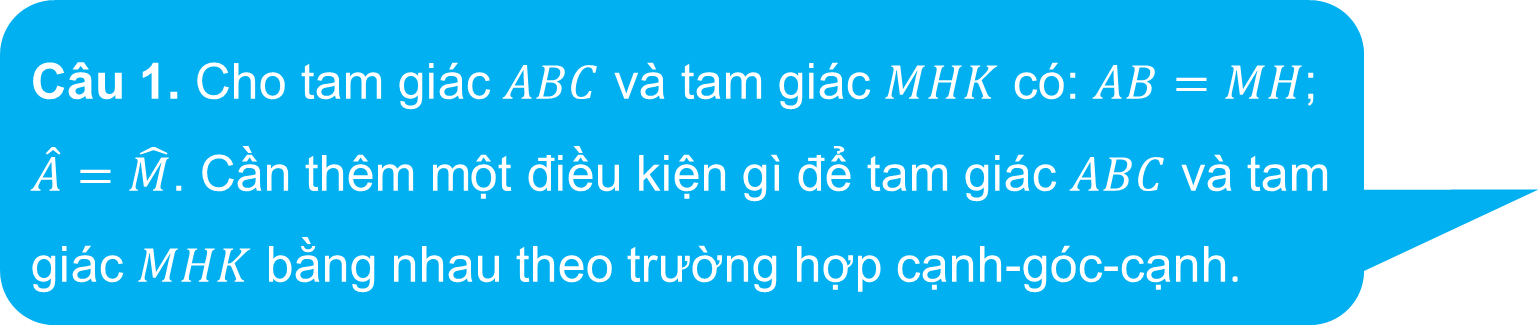 Câu 1. Cho tam giác ABC và tam giác MHK có: AB = MH;
Â = M̂. Cần thêm một điều kiện gì để tam giác ABC và tam
giác MHK bằng nhau theo trường hợp cạnh-góc-cạnh.